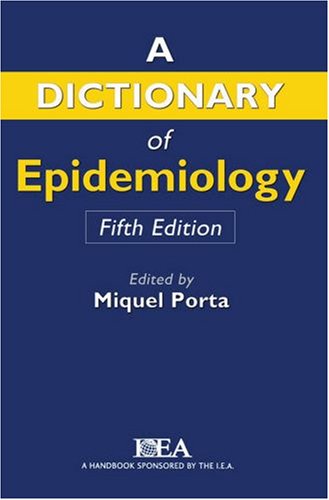 A
DICTIONARY
of
Epidemiology
Fifth Edition
Edited by
Miquel Porta
IEA
A HANDBOOK SPONSORED BY THE I.E.A.